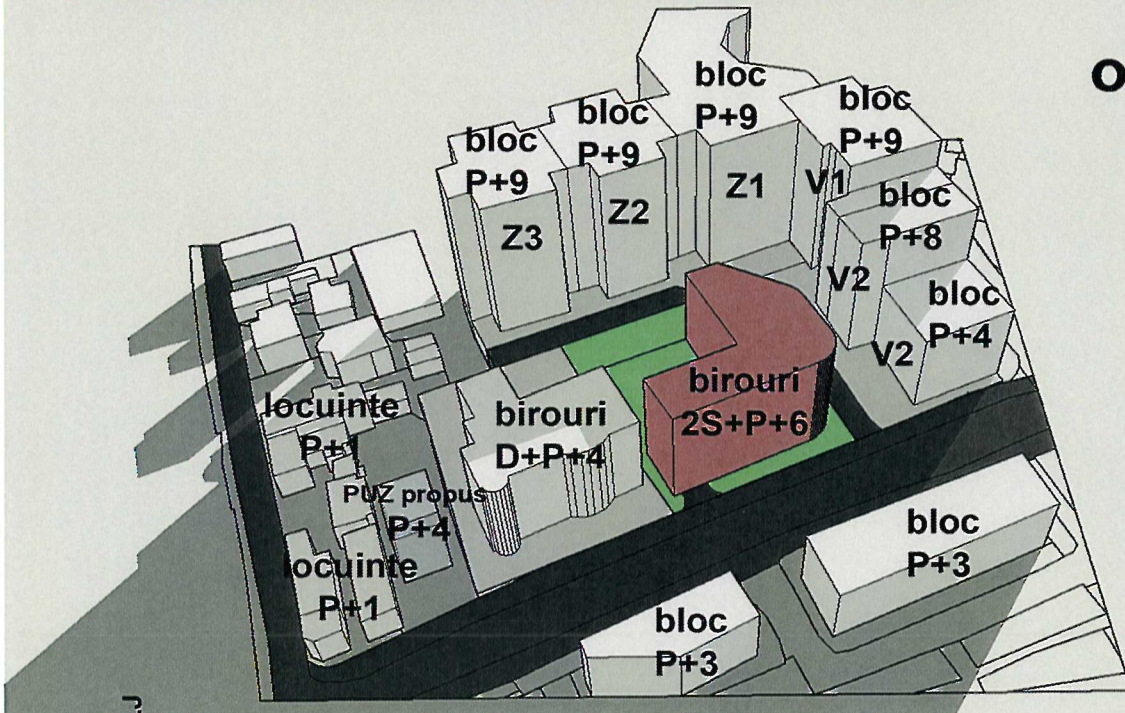 O
bloc
P+9
bloc
P+9
bloc
P+9
bloc
P+9
Z1
V1
bloc
P+8
Z2
Z3
V2
bloc
P+4
V2
birouri
2S+P+6
locuinte
P+1
birouri
D+P+4
PUZ propus
P+4
bloc
P+3
locuinte
P+1
bloc
P+3